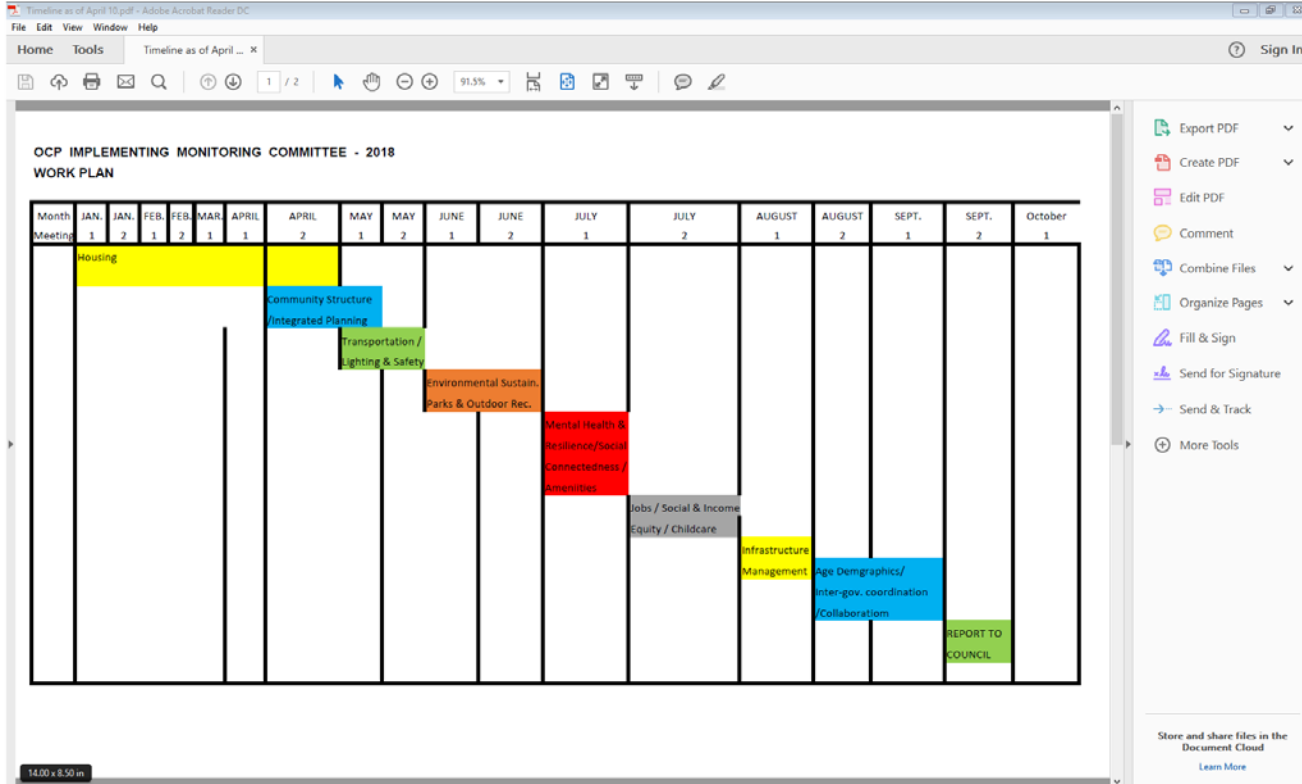 Timeline as of April 10.pdf - Adobe Acrobat Reader DC
File Edit View Window Help
Home Tools Timeline as of April ... × Sign In
1 / 2 91.5%
OCP IMPLEMENTING MONITORING COMMITTEE - 2018
WORK PLAN
Month JAN. JAN. FEB. FEB. MAR. APRIL APRIL MAY MAY JUNE JUNE JULY JULY AUGUST AUGUST SEPT. SEPT. October
Meeting 1 2 1 2 1 1 2 1 2 1 2 1 2 1 2 1 2 1
Housing
Community Structure
/Integrated Planning
Transportation /
Lighting & Safety
Environmental Sustain.
Parks & Outdoor Rec.
Mental Health &
Resilience/Social
Connectedness /
Amenities
Jobs / Social & Income
Equity / Childcare
Infrastructure
Management
Age Demgraphics/
Inter-gov. coordination
/Collaboratiom
REPORT TO
COUNCIL
14.00 x 8.50 in
Export PDF
Create PDF
Edit PDF
Comment
Combine Files
Organize Pages
Fill & Sign
Send for Signature
Send & Track
More Tools
Store and share files in the
Document Cloud
Learn More